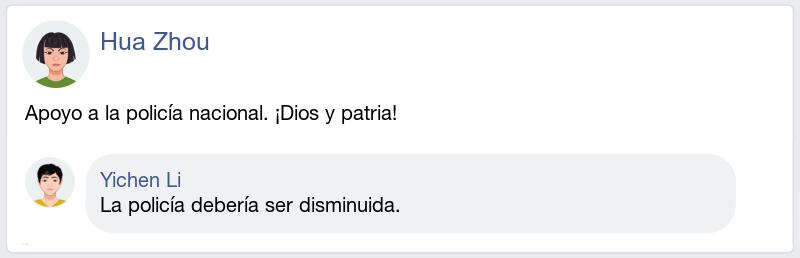 Hua Zhou
Apoyo a la policía nacional. ¡Dios y patria!
Yichen Li
La policía debería ser disminuida.